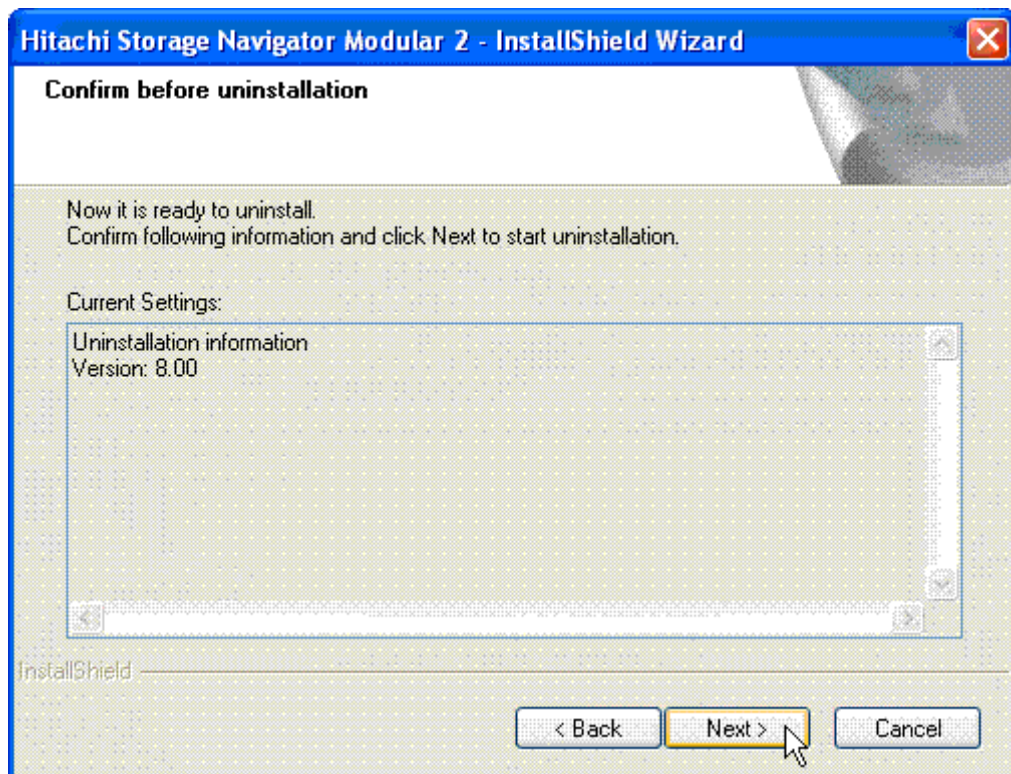 Hitachi Storage Navigator Modular 2 - InstallShield Wizard
Confirm before uninstallation
Now it is ready to uninstall.
Confirm following information and click Next to start uninstallation.
Current Settings:
Uninstallation information
Version: 8.00
InstallShield
< Back
Next >
Cancel